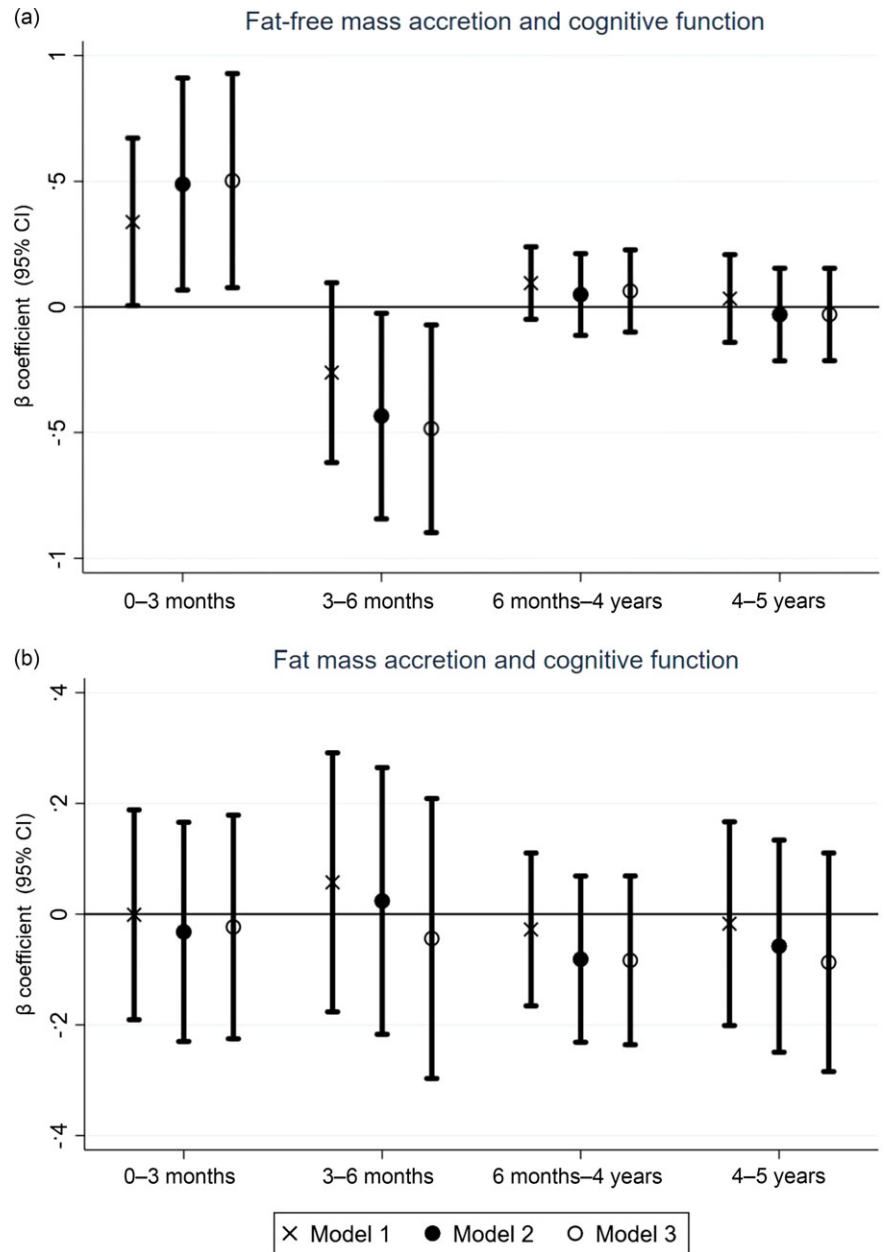 (a)
Fat-free mass accretion and cognitive function
1
·5
0
-·5
-1
β coefficient (95% CI)
0–3 months 3–6 months 6 months–4 years 4–5 years
(b)
Fat mass accretion and cognitive function
·4
·2
0
-·2
-·4
β coefficient (95% CI)
0–3 months 3–6 months 6 months–4 years 4–5 years
Model 1 Model 2 Model 3